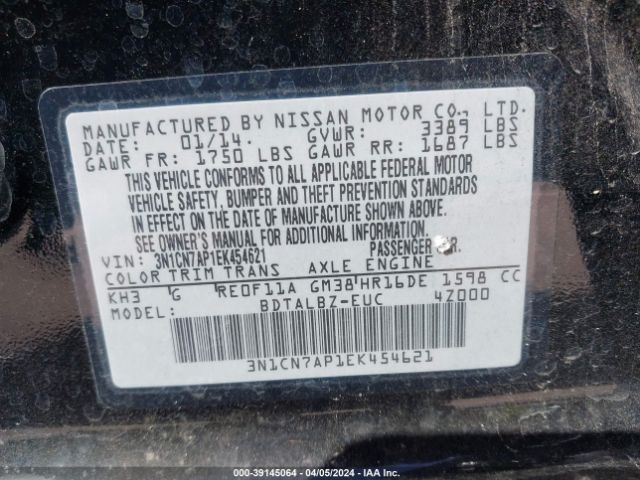 MANUFACTURED BY NISSAN MOTOR CO., LTD.
DATE: 01/14. GVWR: 3389 LBS
GAWR FR: 1750 LBS GAWR RR: 1687 LBS
THIS VEHICLE CONFORMS TO ALL APPLICABLE FEDERAL MOTOR
VEHICLE SAFETY, BUMPER AND THEFT PREVENTION STANDARDS
IN EFFECT ON THE DATE OF MANUFACTURE SHOWN ABOVE.
SEE OWNER'S MANUAL FOR ADDITIONAL INFORMATION.
VIN: 3N1CN7AP1EK454621 PASSENGER CAR.
COLOR TRIM TRANS AXLE ENGINE
KH3 G RE0F11A GM38 HR16DE 1598 CC
MODEL: BDTALBZ-EUC 4Z000
3N1CN7AP1EK454621
000-39145064 | 04/05/2024 | IAA Inc.